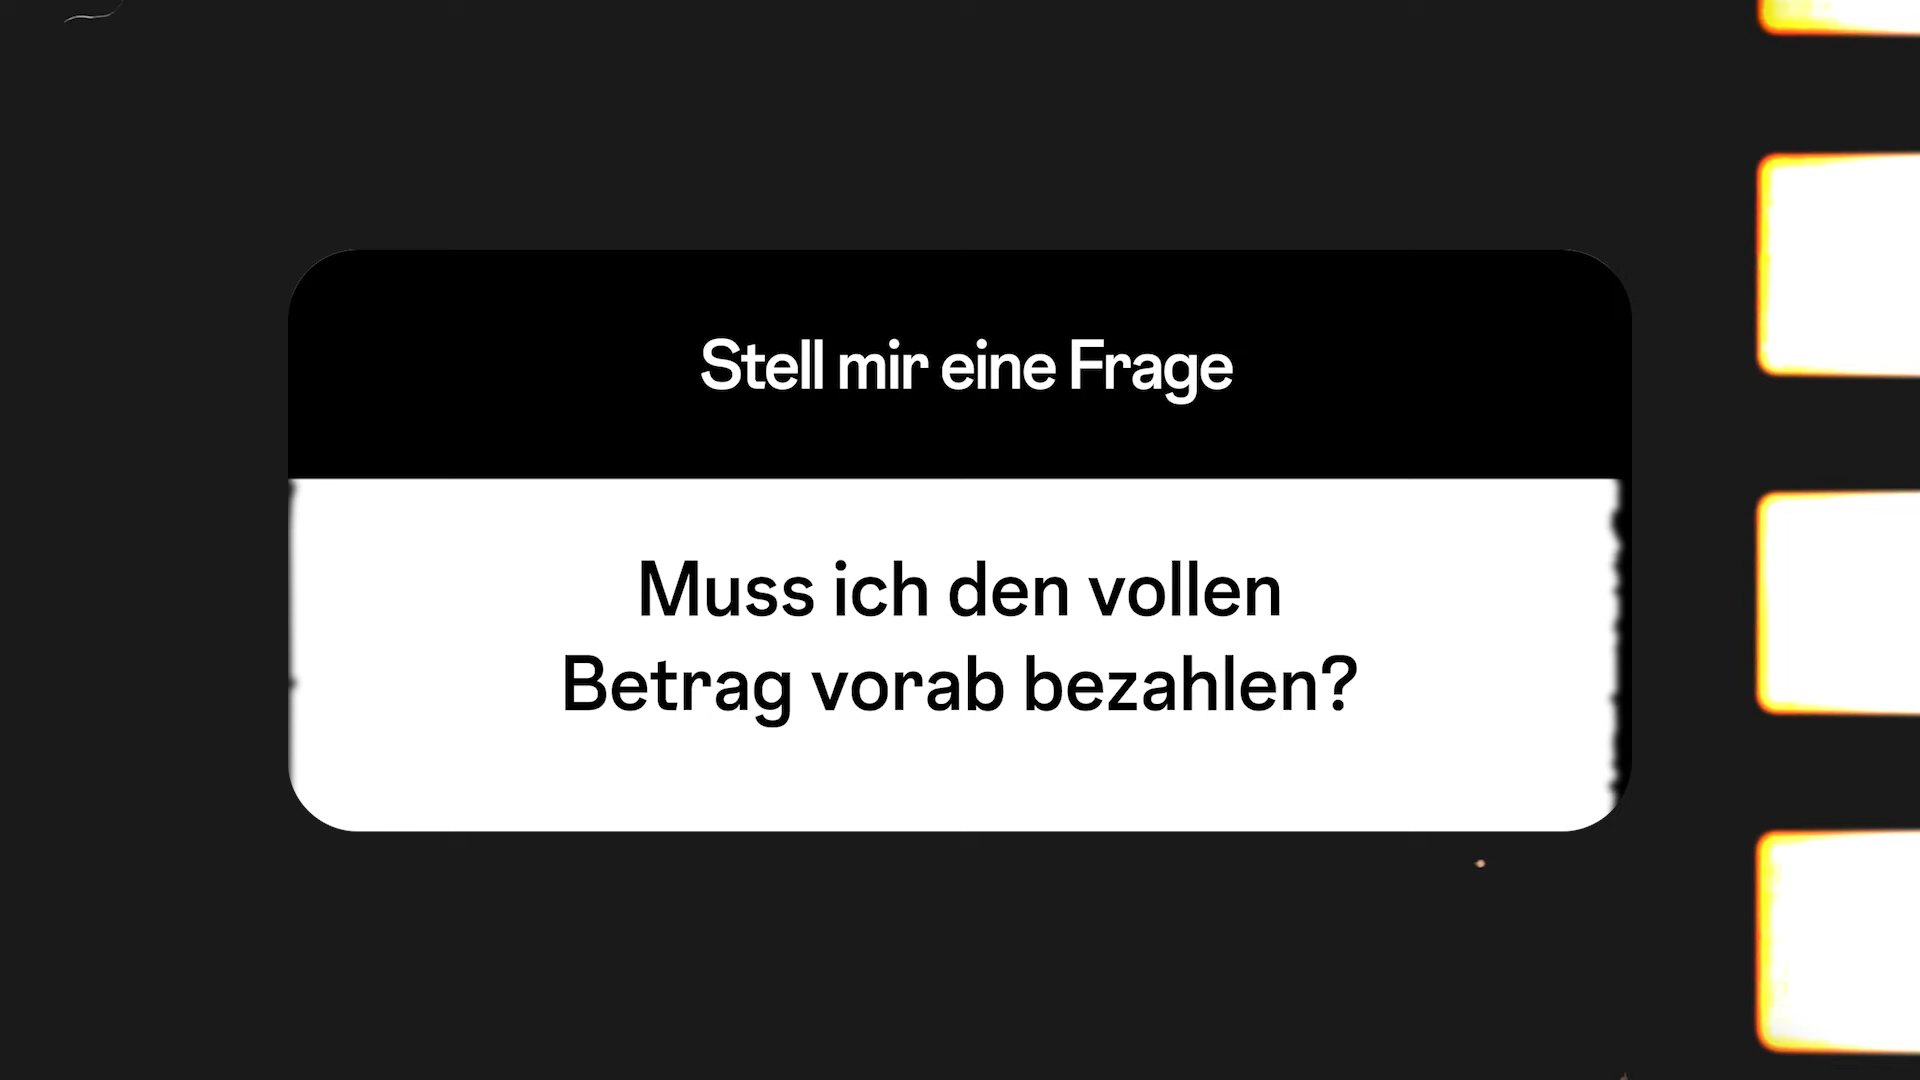 Stell mir eine Frage
Muss ich den vollen
Betrag vorab bezahlen?